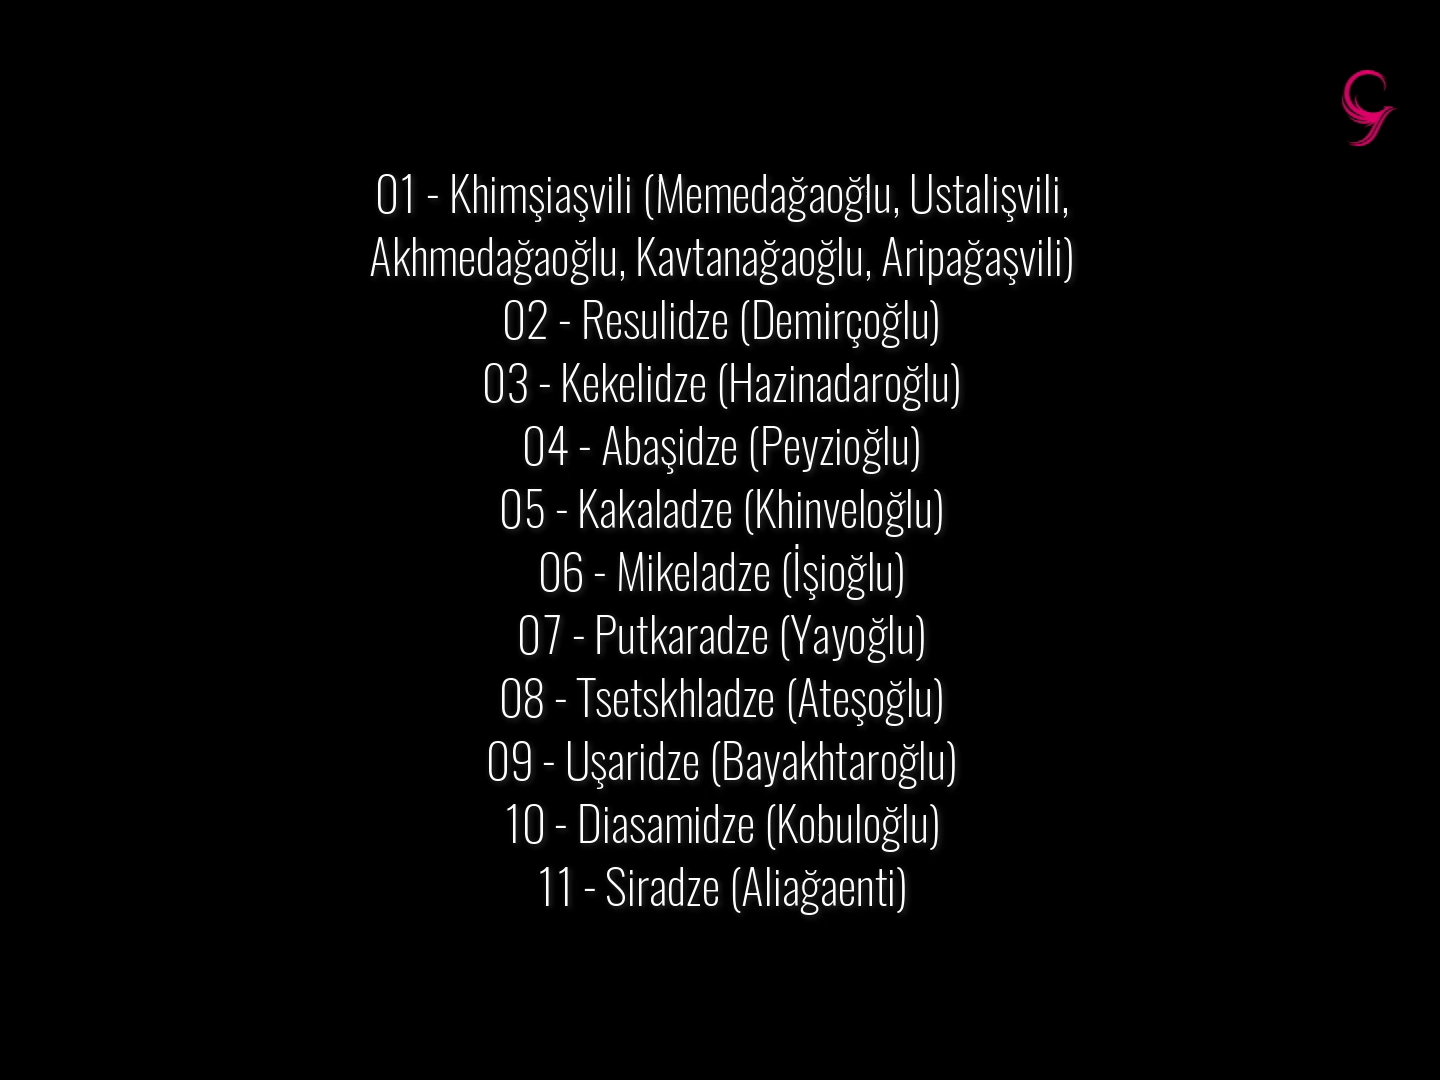 01 - Khimşiaşvili (Memedağaoğlu, Ustalişvili,
Akhmedağaoğlu, Kavtanağaoğlu, Aripağaşvili)
02 - Resulidze (Demirçoğlu)
03 - Kekelidze (Hazinadaroğlu)
04 - Abaşidze (Peyzioğlu)
05 - Kakaladze (Khinveloğlu)
06 - Mikeladze (İşioğlu)
07 - Putkaradze (Yayoğlu)
08 - Tsetskhladze (Ateşoğlu)
09 - Uşaridze (Bayakhtaroğlu)
10 - Diasamidze (Kobuloğlu)
11 - Siradze (Aliağaenti)